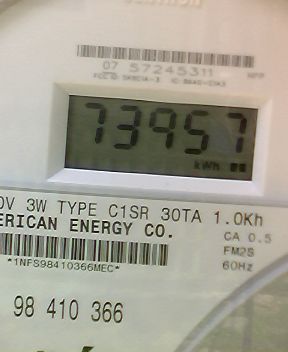 07 57245311
73957
kWh
0V 3W TYPE C1SR 30TA 1.0Kh
ERICAN ENERGY CO.
CA 0.5
FM2S
*1NFS98410366MEC*
60Hz
98 410 366